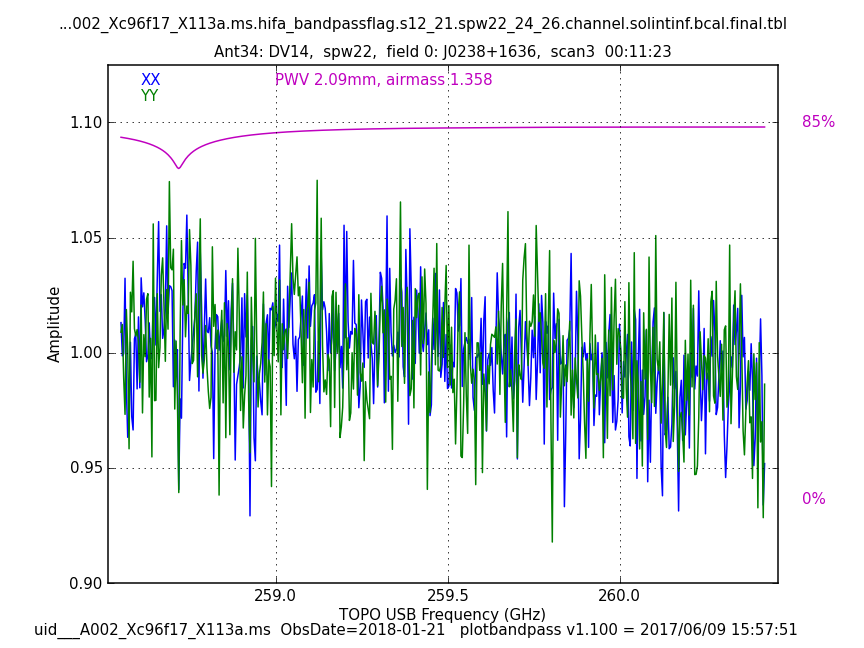 ...002_Xc96f17_X113a.ms.hifa_bandpassflag.s12_21.spw22_24_26.channel.solintinf.bcal.final.tbl
Ant34: DV14,  spw22,  field 0: J0238+1636,  scan3  00:11:23
XX
PWV 2.09mm, airmass 1.358
YY
1.10
85%
1.05
1.00
0.95
0%
0.90
Amplitude
259.0
259.5
260.0
TOPO USB Frequency (GHz)
uid___A002_Xc96f17_X113a.ms  ObsDate=2018-01-21   plotbandpass v1.100 = 2017/06/09 15:57:51